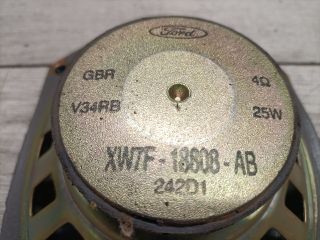 Ford
GBR 4Ω
V34RB 25W
XW7F-18808-AB
242D1